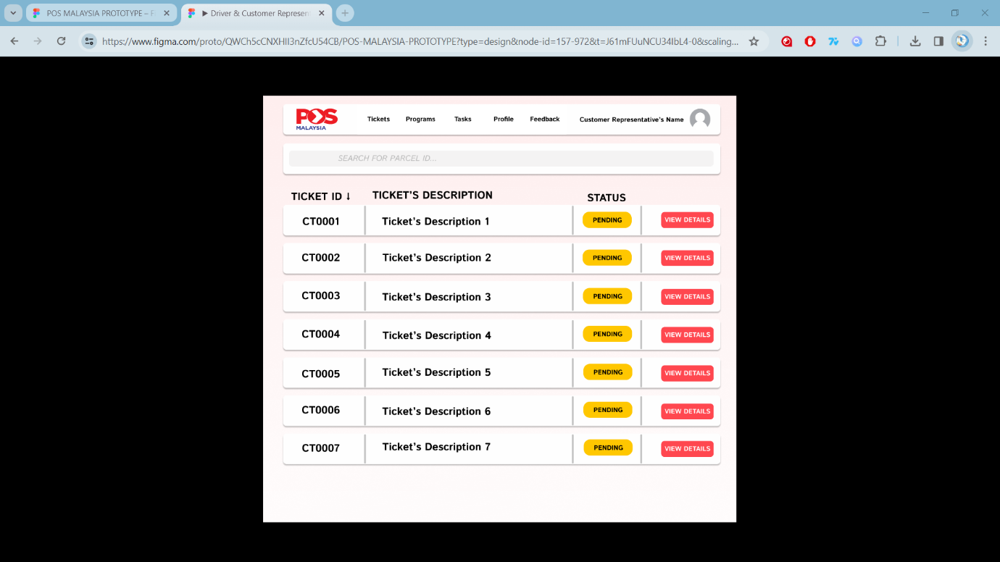 POS MALAYSIA PROTOTYPE – F
▶ Driver & Customer Represen
https://www.figma.com/proto/QWCh5cCNXHII3nZfcU54CB/POS-MALAYSIA-PROTOTYPE?type=design&node-id=157-972&t=J61mFUuNCU34IbL4-0&scaling...
POS
MALAYSIA
Tickets Programs Tasks Profile Feedback Customer Representative's Name
SEARCH FOR PARCEL ID...
TICKET ID ↓ TICKET'S DESCRIPTION STATUS
CT0001 Ticket's Description 1 PENDING VIEW DETAILS
CT0002 Ticket's Description 2 PENDING VIEW DETAILS
CT0003 Ticket's Description 3 PENDING VIEW DETAILS
CT0004 Ticket's Description 4 PENDING VIEW DETAILS
CT0005 Ticket's Description 5 PENDING VIEW DETAILS
CT0006 Ticket's Description 6 PENDING VIEW DETAILS
CT0007 Ticket's Description 7 PENDING VIEW DETAILS